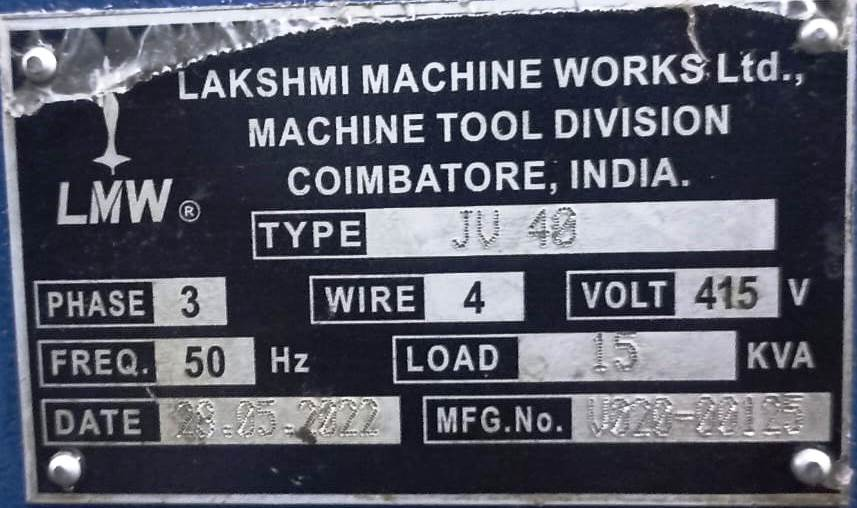 LAKSHMI MACHINE WORKS Ltd.,
MACHINE TOOL DIVISION
COIMBATORE, INDIA.
LMW ®
TYPE JV 40
PHASE 3 WIRE 4 VOLT 415 V
FREQ. 50 Hz LOAD 15 KVA
DATE 28.05.2022 MFG.No. V020-00125